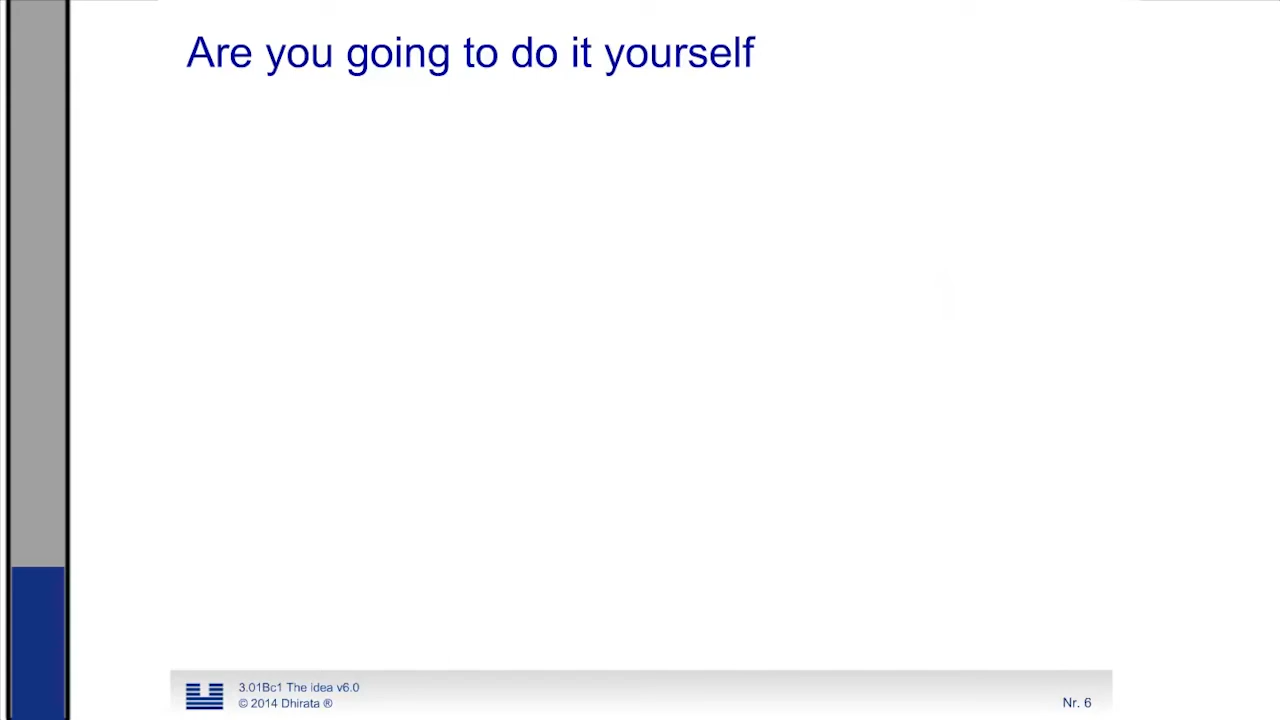 Are you going to do it yourself
3.01Bc1 The idea v6.0
© 2014 Dhirata ®
Nr. 6